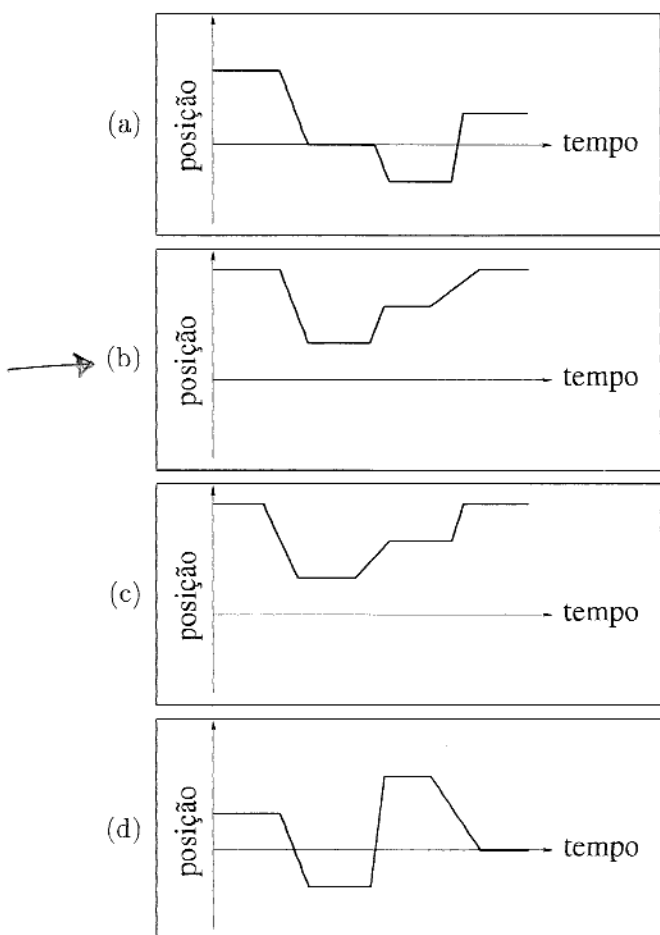 (a)
posição
tempo
(b)
posição
tempo
(c)
posição
tempo
(d)
posição
tempo